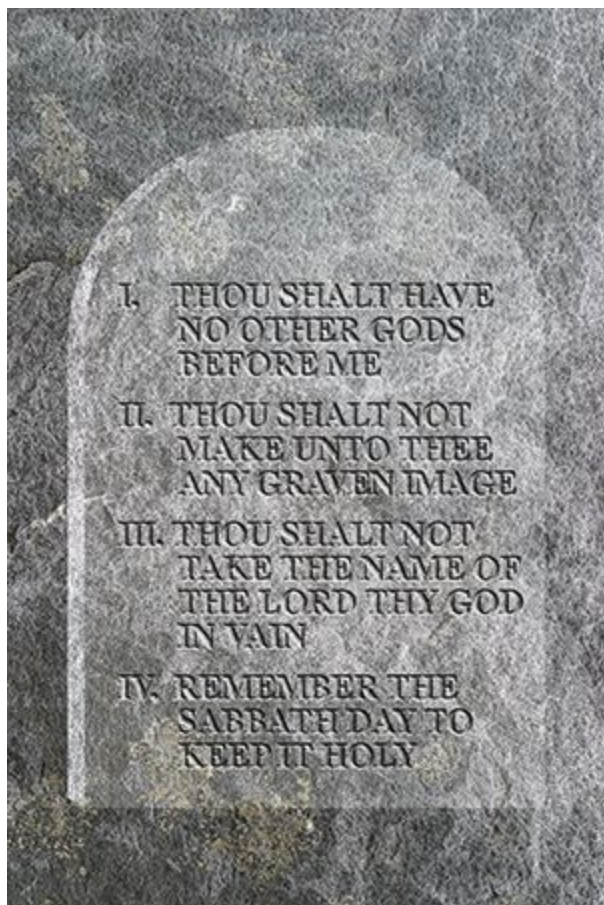 I. THOU SHALT HAVE
NO OTHER GODS
BEFORE ME
II. THOU SHALT NOT
MAKE UNTO THEE
ANY GRAVEN IMAGE
III. THOU SHALT NOT
TAKE THE NAME OF
THE LORD THY GOD
IN VAIN
IV. REMEMBER THE
SABBATH DAY TO
KEEP IT HOLY